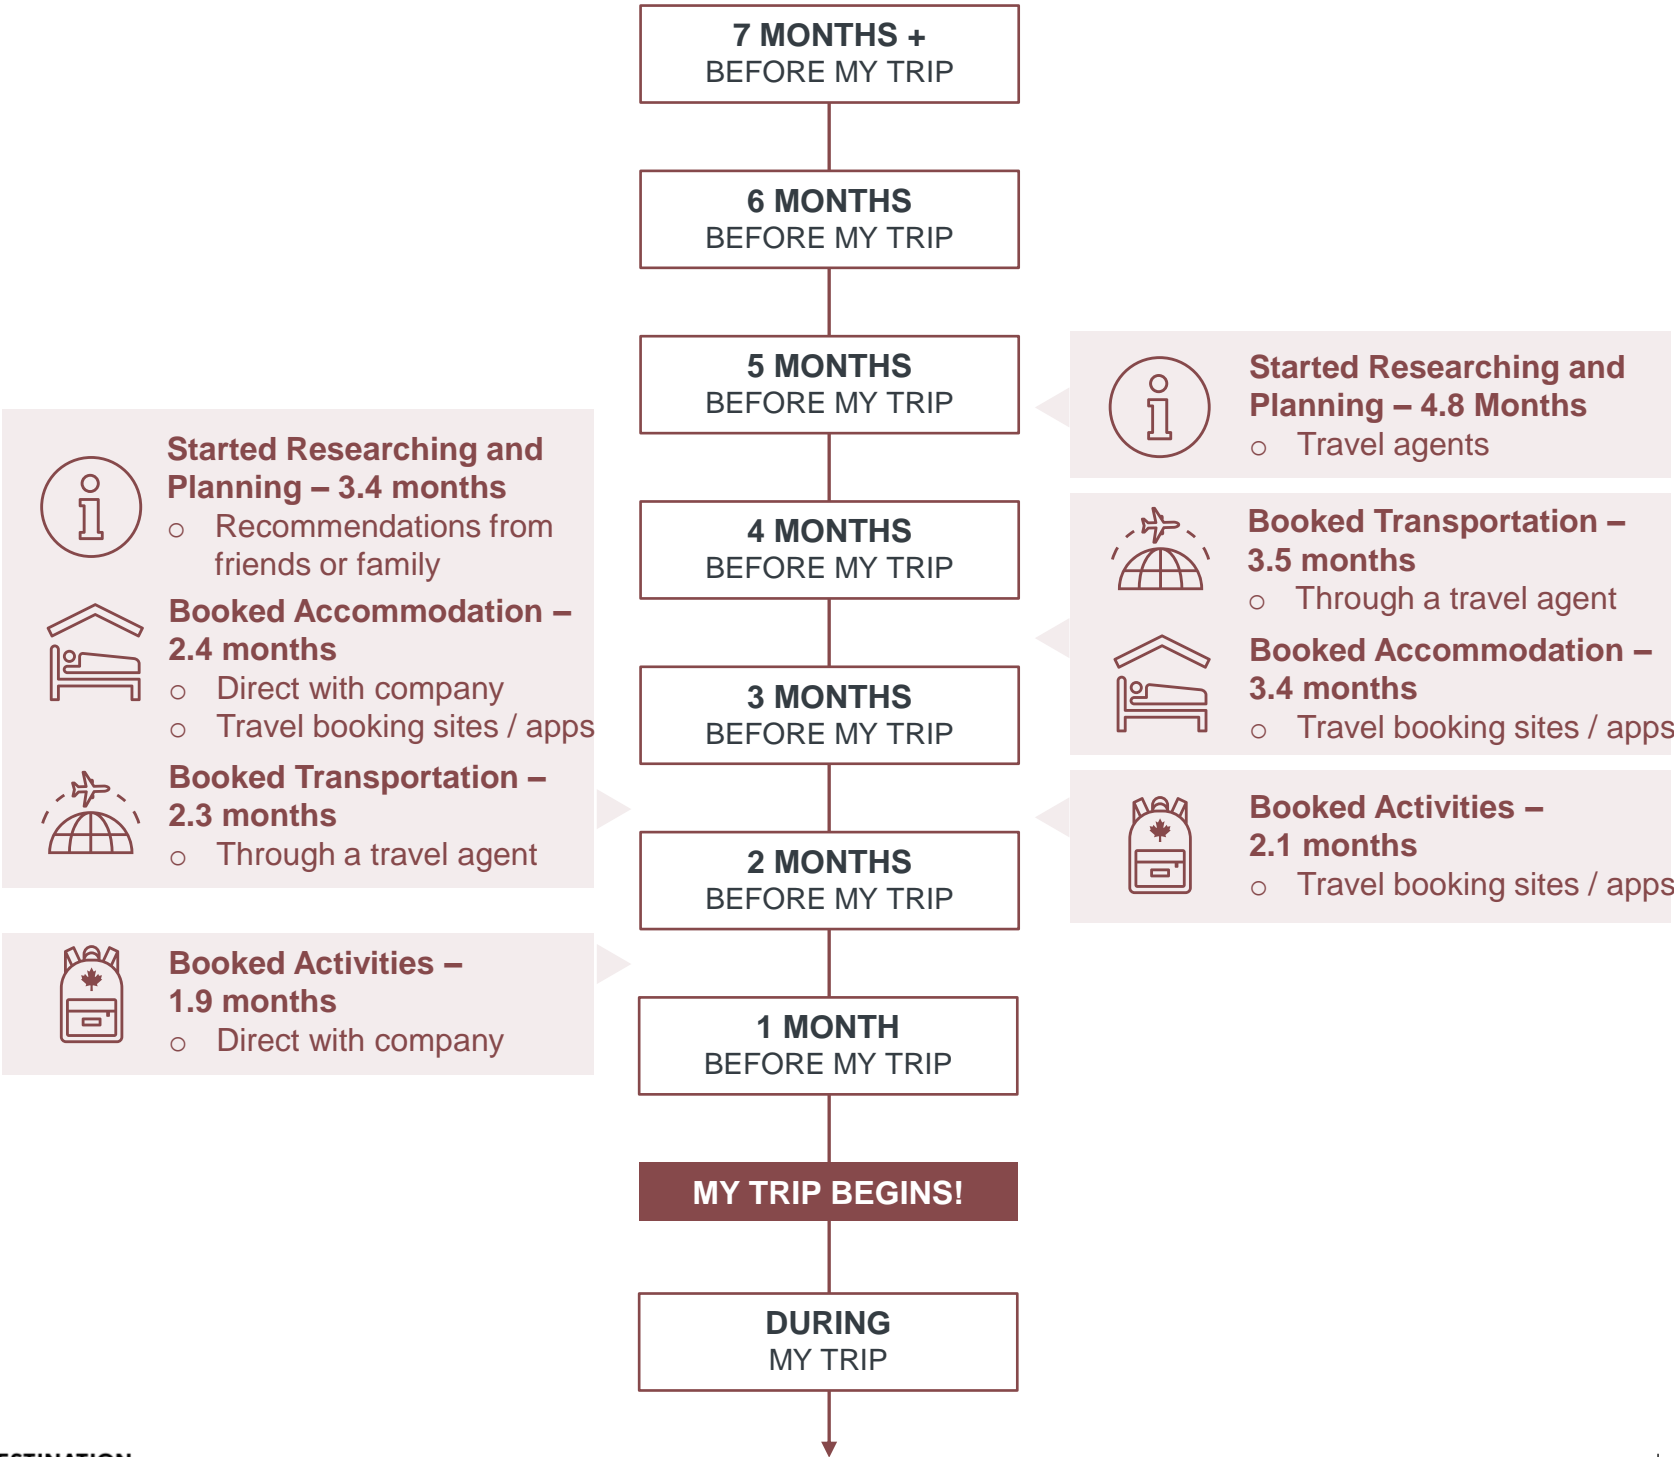 7 MONTHS +
BEFORE MY TRIP
6 MONTHS
BEFORE MY TRIP
5 MONTHS
BEFORE MY TRIP
4 MONTHS
BEFORE MY TRIP
3 MONTHS
BEFORE MY TRIP
2 MONTHS
BEFORE MY TRIP
1 MONTH
BEFORE MY TRIP
MY TRIP BEGINS!
DURING
MY TRIP
Started Researching and
Planning – 3.4 months
o Recommendations from
friends or family
Booked Accommodation –
2.4 months
o Direct with company
o Travel booking sites / apps
Booked Transportation –
2.3 months
o Through a travel agent
Booked Activities –
1.9 months
o Direct with company
Started Researching and
Planning – 4.8 Months
o Travel agents
Booked Transportation –
3.5 months
o Through a travel agent
Booked Accommodation –
3.4 months
o Travel booking sites / apps
Booked Activities –
2.1 months
o Travel booking sites / apps